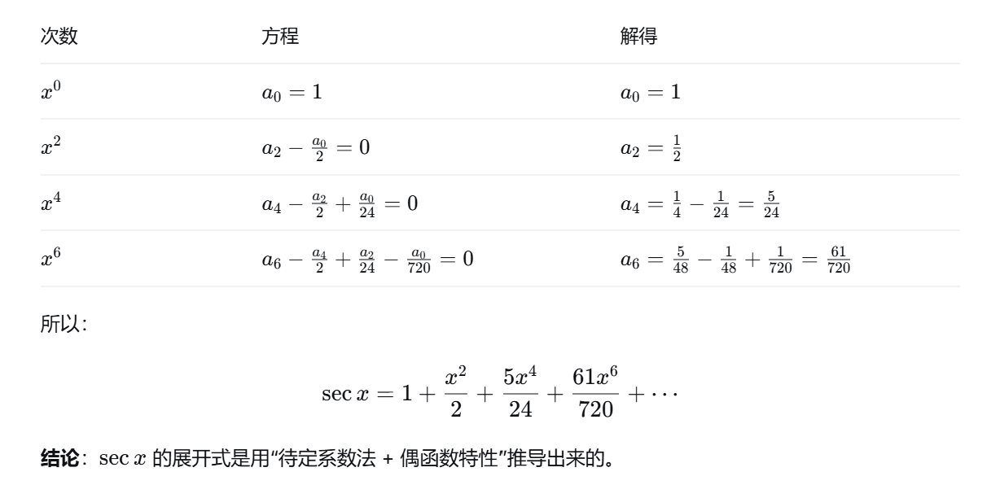 次数 方程 解得
x^0 a_0 = 1 a_0 = 1
x^2 a_2 − \frac{a_0}{2} = 0 a_2 = \frac{1}{2}
x^4 a_4 − \frac{a_2}{2} + \frac{a_0}{24} = 0 a_4 = \frac{1}{4} − \frac{1}{24} = \frac{5}{24}
x^6 a_6 − \frac{a_4}{2} + \frac{a_2}{24} − \frac{a_0}{720} = 0 a_6 = \frac{5}{48} − \frac{1}{48} + \frac{1}{720} = \frac{61}{720}
所以：
sec x = 1 + \frac{x^2}{2} + \frac{5x^4}{24} + \frac{61x^6}{720} + ⋯
结论：sec x 的展开式是用“待定系数法 + 偶函数特性”推导出来的。